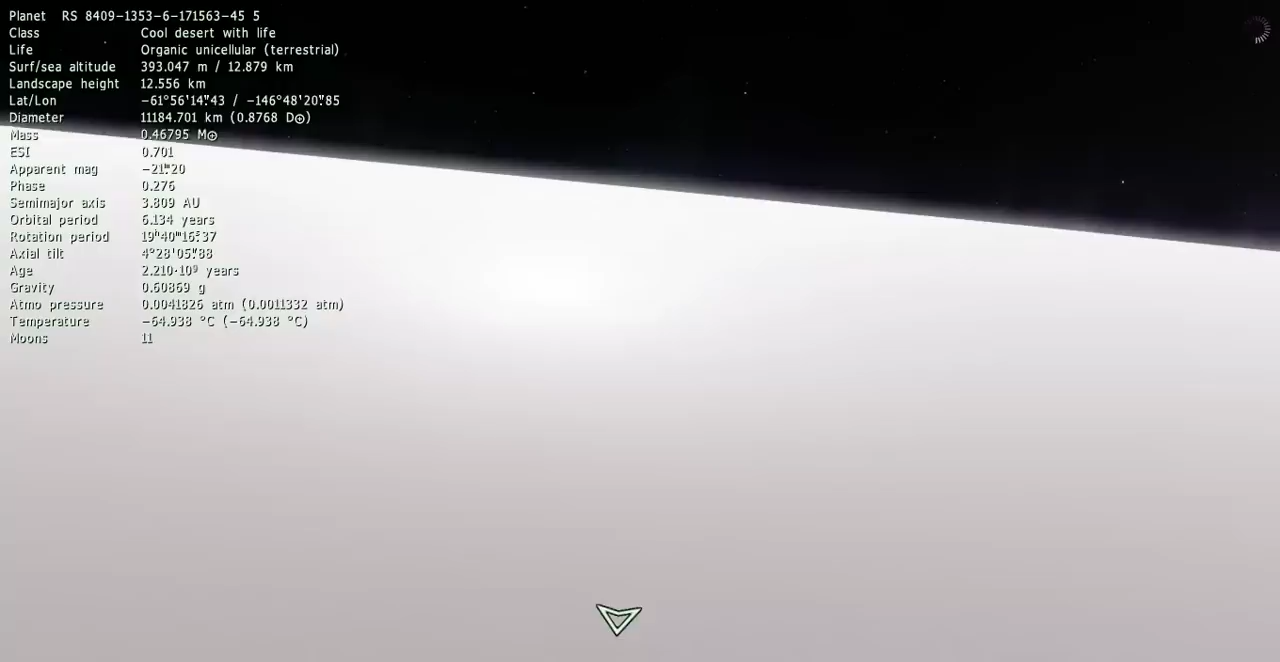 Planet RS 8409-1353-6-171563-45 5
Class Cool desert with life
Life Organic unicellular (terrestrial)
Surf/sea altitude 393.047 m / 12.879 km
Landscape height 12.556 km
Lat/Lon −61°56'14"43 / −146°48'20"85
Diameter 11184.701 km (0.8768 D⊕)
Mass 0.46795 M⊕
ESI 0.701
Apparent mag −21ᵐ20
Phase 0.276
Semimajor axis 3.809 AU
Orbital period 6.134 years
Rotation period 19ʰ40ᵐ16ˢ37
Axial tilt 4°28'05"88
Age 2.210·10⁹ years
Gravity 0.60869 g
Atmo pressure 0.0041826 atm (0.0011332 atm)
Temperature −64.938 °C (−64.938 °C)
Moons 11